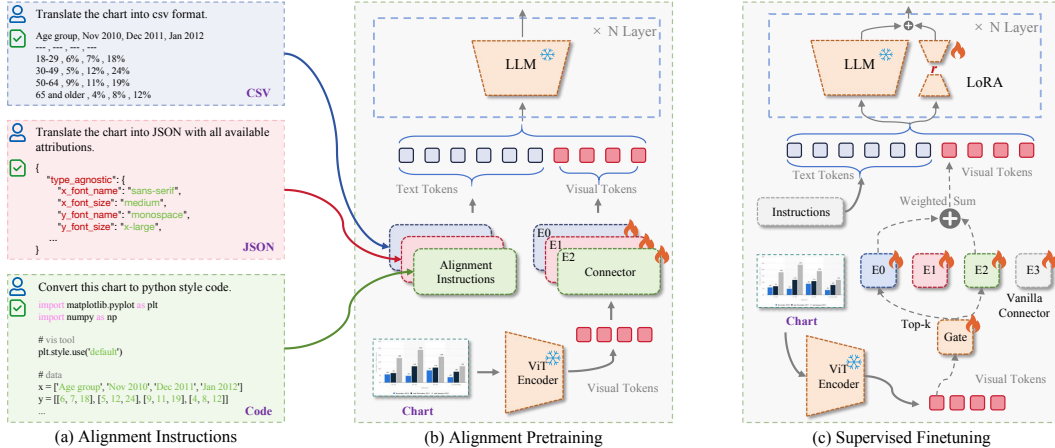 Translate the chart into csv format.
Age group, Nov 2010, Dec 2011, Jan 2012
--- , --- , --- , ---
18-29 , 6% , 7% , 18%
30-49 , 5% , 12% , 24%
50-64 , 9% , 11% , 19%
65 and older , 4% , 8% , 12%
CSV
Translate the chart into JSON with all available
attributions.
{
"type_agnostic": {
"x_font_name": "sans-serif",
"x_font_size": "medium",
"y_font_name": "monospace",
"y_font_size": "x-large",
...
}
JSON
Convert this chart to python style code.
import matplotlib.pyplot as plt
import numpy as np
# vis tool
plt.style.use('default')
# data
x = ['Age group', 'Nov 2010', 'Dec 2011', 'Jan 2012']
y = [[6, 7, 18], [5, 12, 24], [9, 11, 19], [4, 8, 12]]
...
Code
(a) Alignment Instructions
× N Layer
LLM
Text Tokens
Visual Tokens
Alignment
Instructions
E0
E1
E2
Connector
Chart
ViT
Encoder
Visual Tokens
(b) Alignment Pretraining
× N Layer
LLM
r
LoRA
Text Tokens
Visual Tokens
Instructions
Weighted Sum
E0
E1
E2
E3
Vanilla
Connector
Chart
Top-k
Gate
ViT
Encoder
Visual Tokens
(c) Supervised Finetuning